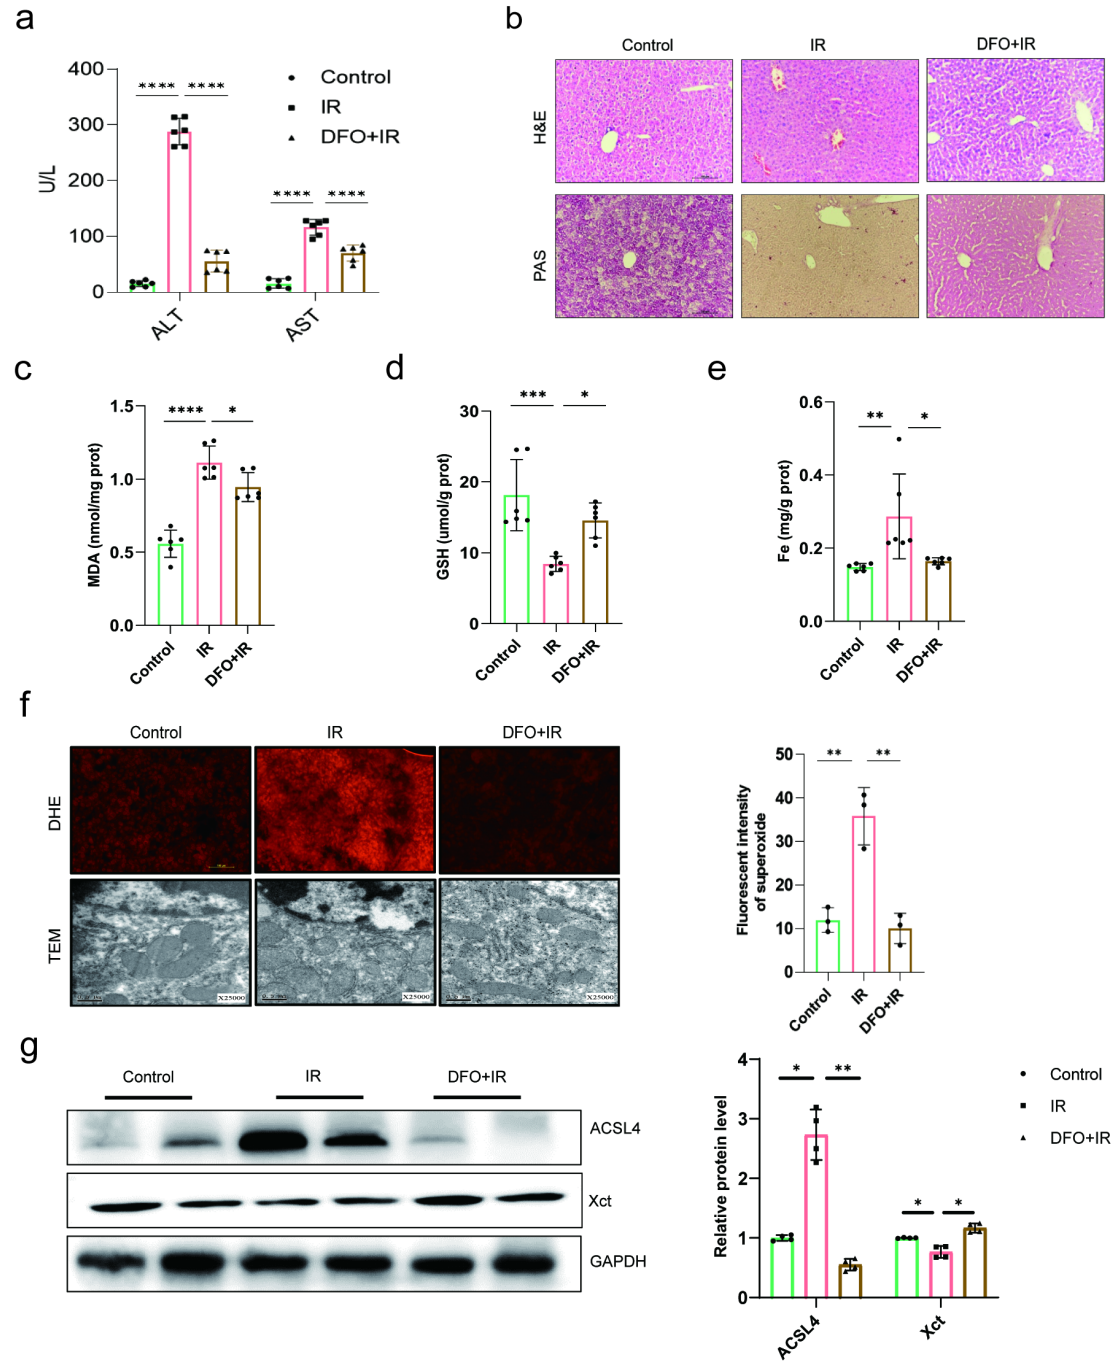 a
400
300
200
100
0
U/L
**** ****
**** ****
Control
IR
DFO+IR
ALT
AST
b
Control
IR
DFO+IR
H&E
PAS
c
1.5
1.0
0.5
0.0
MDA (nmol/mg prot)
**** *
Control
IR
DFO+IR
d
30
20
10
0
GSH (umol/g prot)
*** *
Control
IR
DFO+IR
e
0.6
0.4
0.2
0.0
Fe (mg/g prot)
** *
Control
IR
DFO+IR
f
Control
IR
DFO+IR
DHE
TEM
X25000
X25000
X25000
50
40
30
20
10
0
Fluorescent intensity
of superoxide
** **
Control
IR
DFO+IR
g
Control
IR
DFO+IR
ACSL4
Xct
GAPDH
4
3
2
1
0
Relative protein level
* **
* *
Control
IR
DFO+IR
ACSL4
Xct